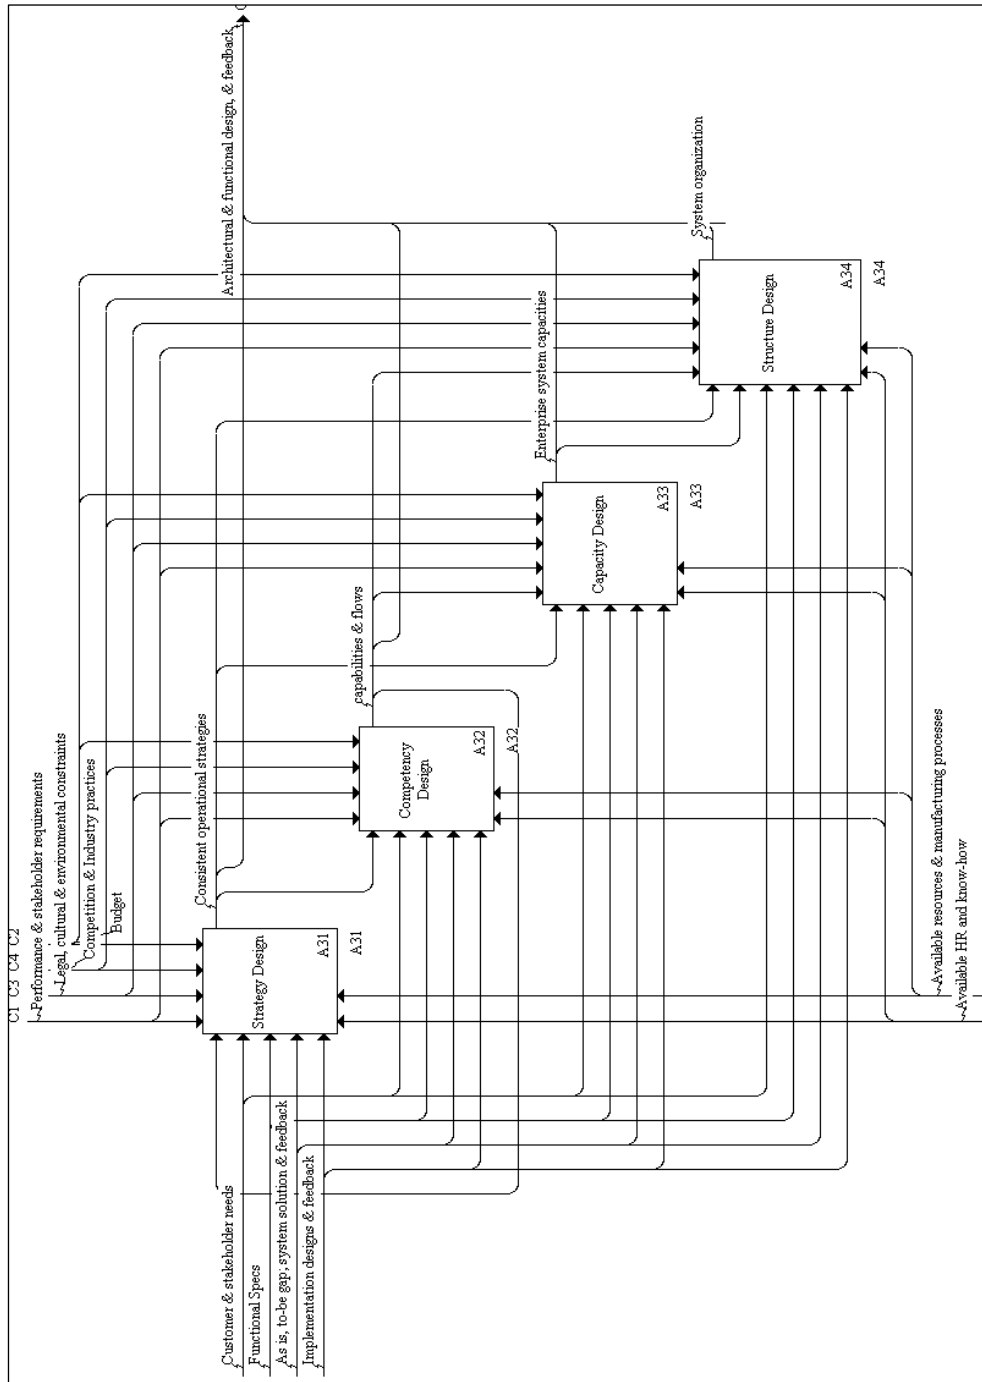 C1 C3 C4 C2
Performance & stakeholder requirements
Legal, cultural & environmental constraints
Competition & Industry practices
Budget
Customer & stakeholder needs
Functional Specs
As is, to-be gap; system solution & feedback
Implementation designs & feedback
Strategy Design
A31
A31
Consistent operational strategies
Competency
Design
A32
A32
capabilities & flows
Capacity Design
A33
A33
Enterprise system capacities
Structure Design
A34
A34
System organization
Architectural & functional design, & feedback
Available resources & manufacturing processes
Available HR and know-how